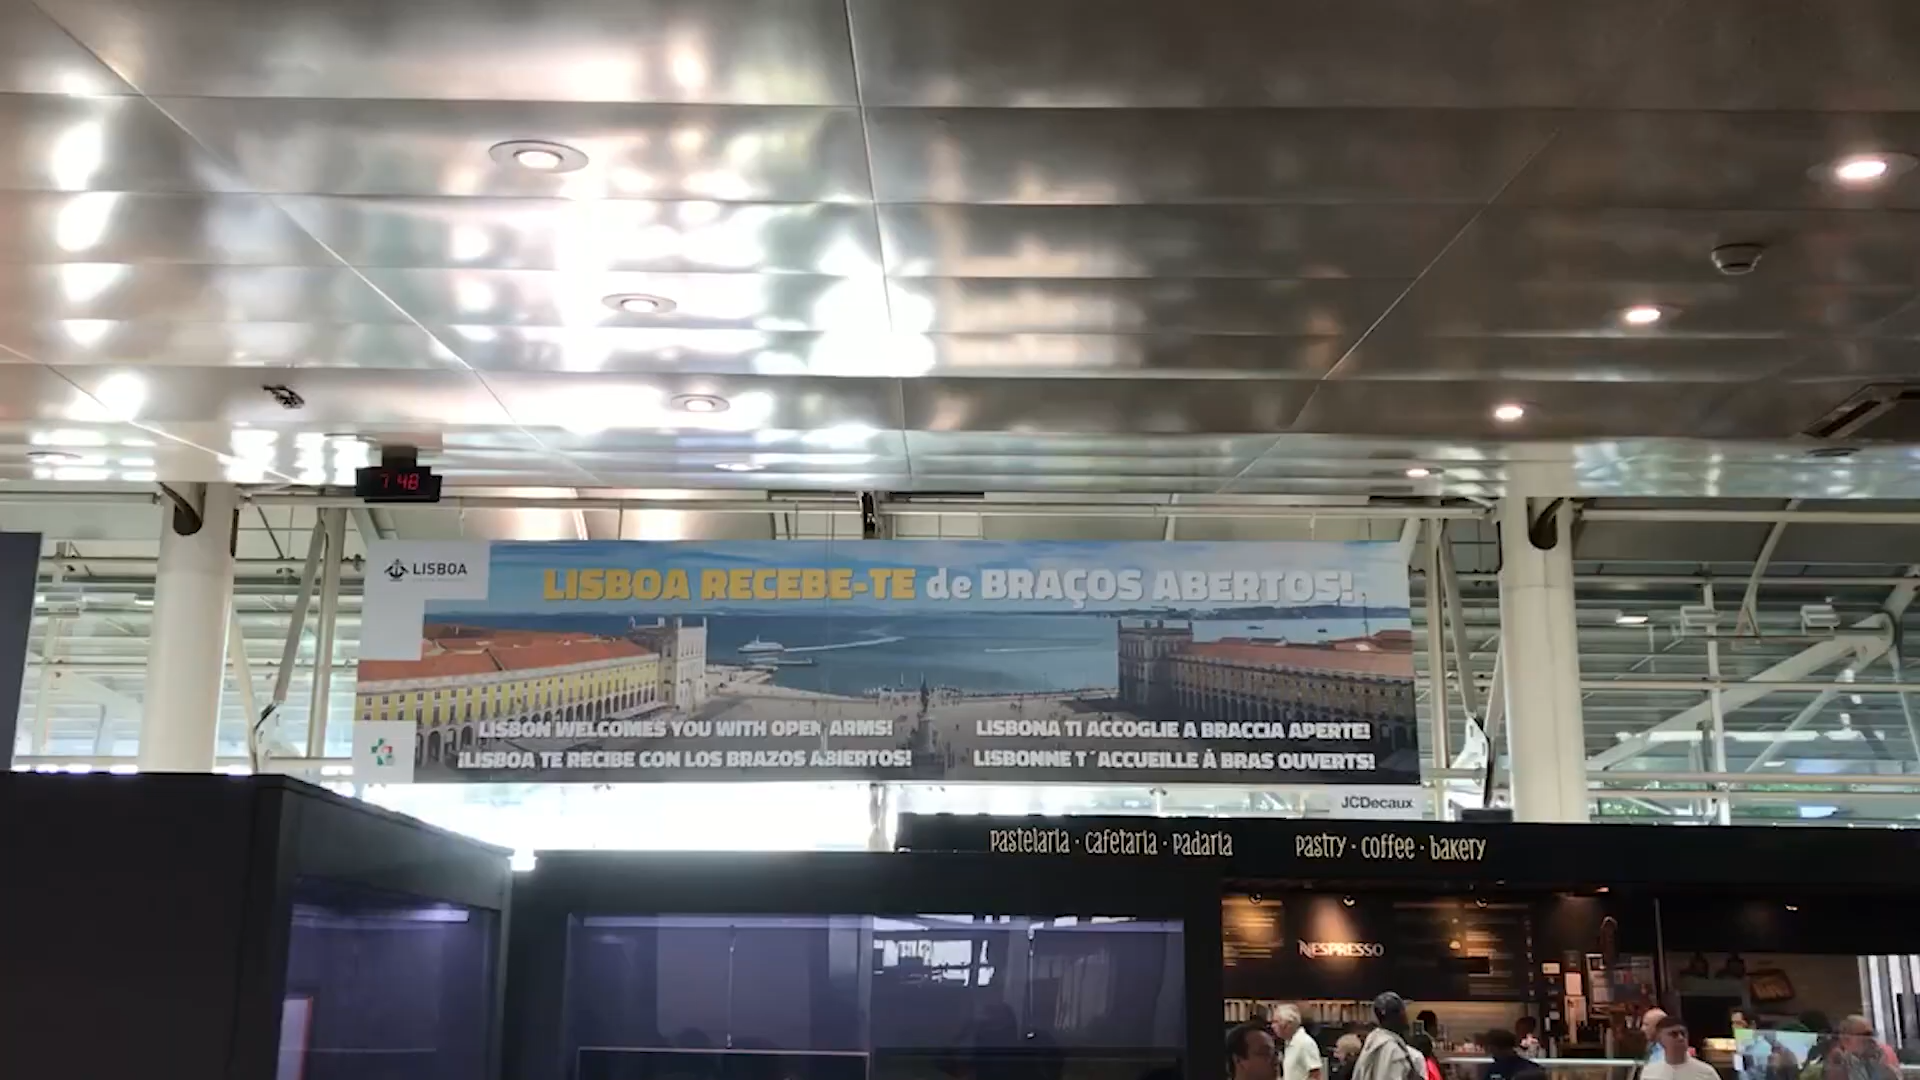 7 48
LISBOA
LISBOA RECEBE-TE de BRAÇOS ABERTOS!
LISBON WELCOMES YOU WITH OPEN ARMS!
¡LISBOA TE RECIBE CON LOS BRAZOS ABIERTOS!
LISBONA TI ACCOGLIE A BRACCIA APERTE!
LISBONNE T´ACCUEILLE À BRAS OUVERTS!
JCDecaux
pastelaria · cafetaria · padaria
pastry · coffee · bakery
NESPRESSO